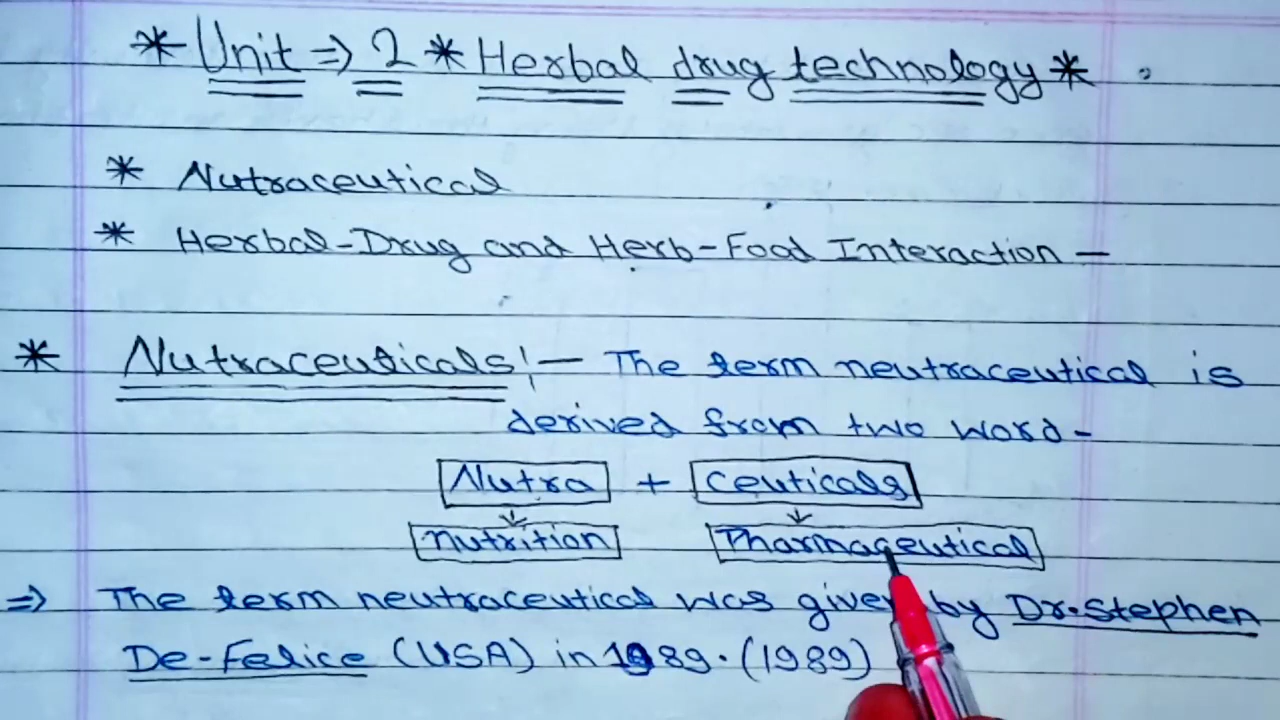 * Unit ⇒ 2 * Herbal drug technology *
* Nutraceutical
* Herbal-Drug and Herb-Food Interaction -
* Nutraceuticals:- The term neutraceutical is
derived from two word-
Nutra + Ceuticals
nutrition Pharmaceutical
⇒ The term neutraceutical was given by Dr. Stephen
De-Felice (USA) in 1989. (1989)